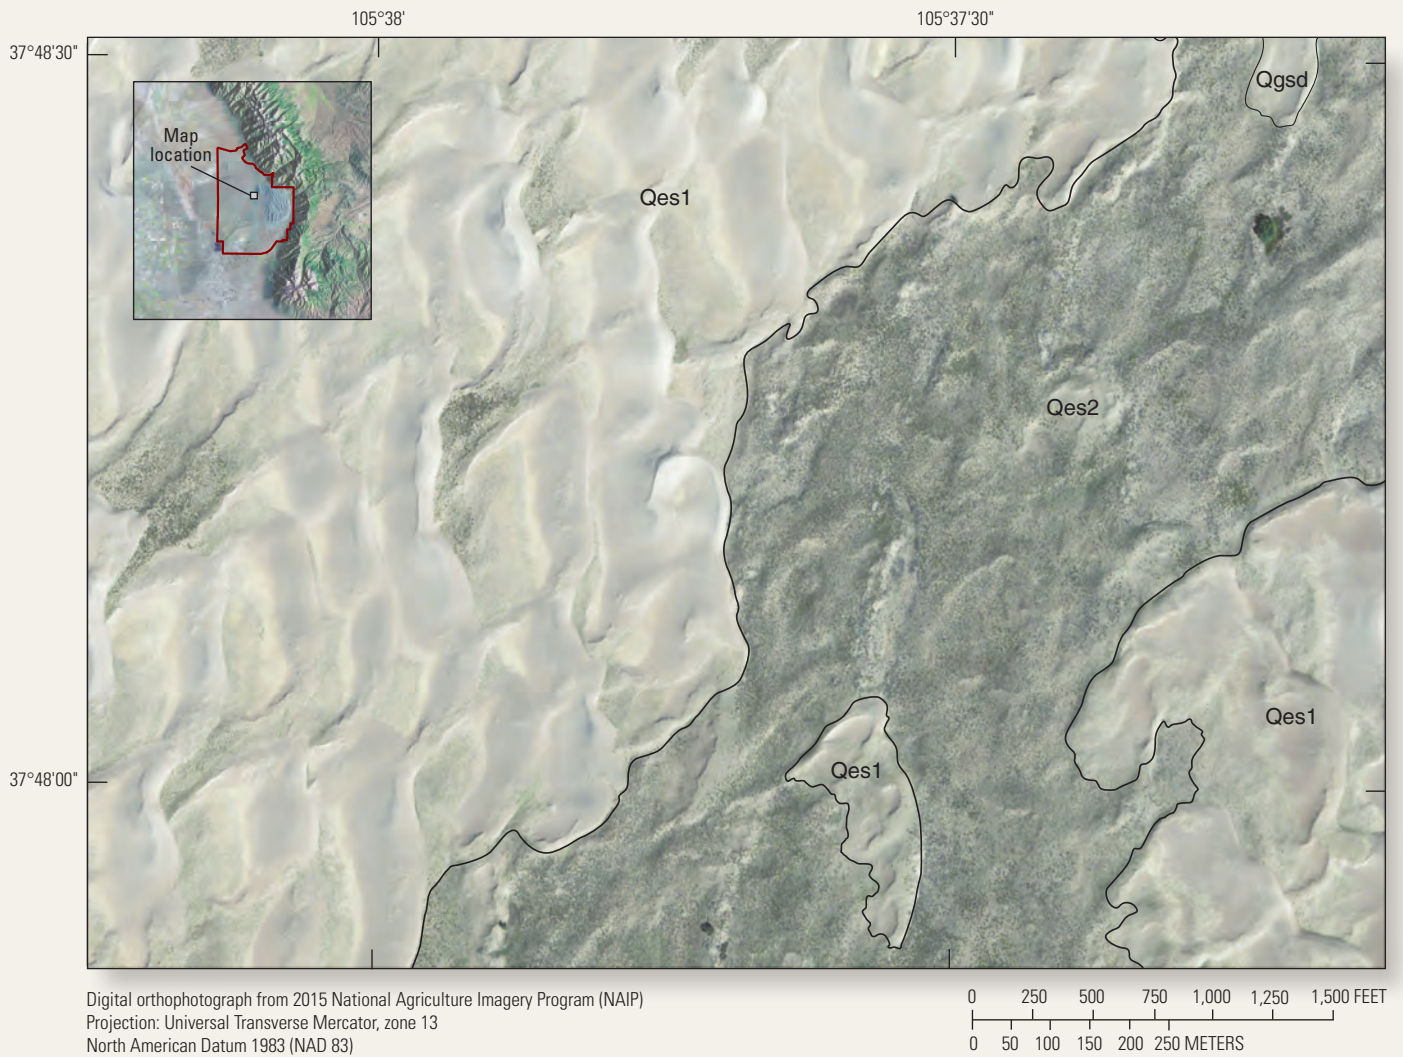 105°38'
105°37'30"
37°48'30"
Qgsd
Map
location
Qes1
Qes2
Qes1
Qes1
37°48'00"
Digital orthophotograph from 2015 National Agriculture Imagery Program (NAIP)
Projection: Universal Transverse Mercator, zone 13
North American Datum 1983 (NAD 83)
0 250 500 750 1,000 1,250 1,500 FEET
0 50 100 150 200 250 METERS